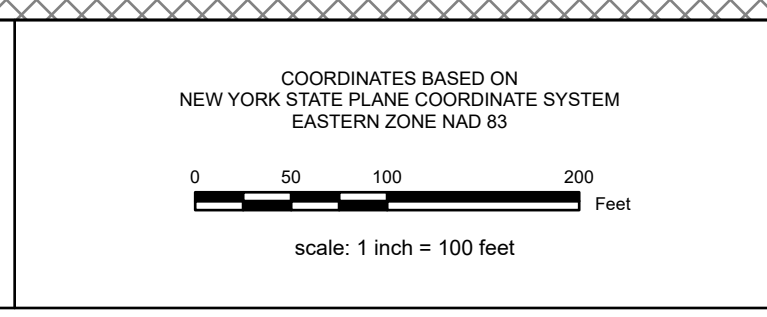 COORDINATES BASED ON
NEW YORK STATE PLANE COORDINATE SYSTEM
EASTERN ZONE NAD 83
0 50 100 200
Feet
scale: 1 inch = 100 feet